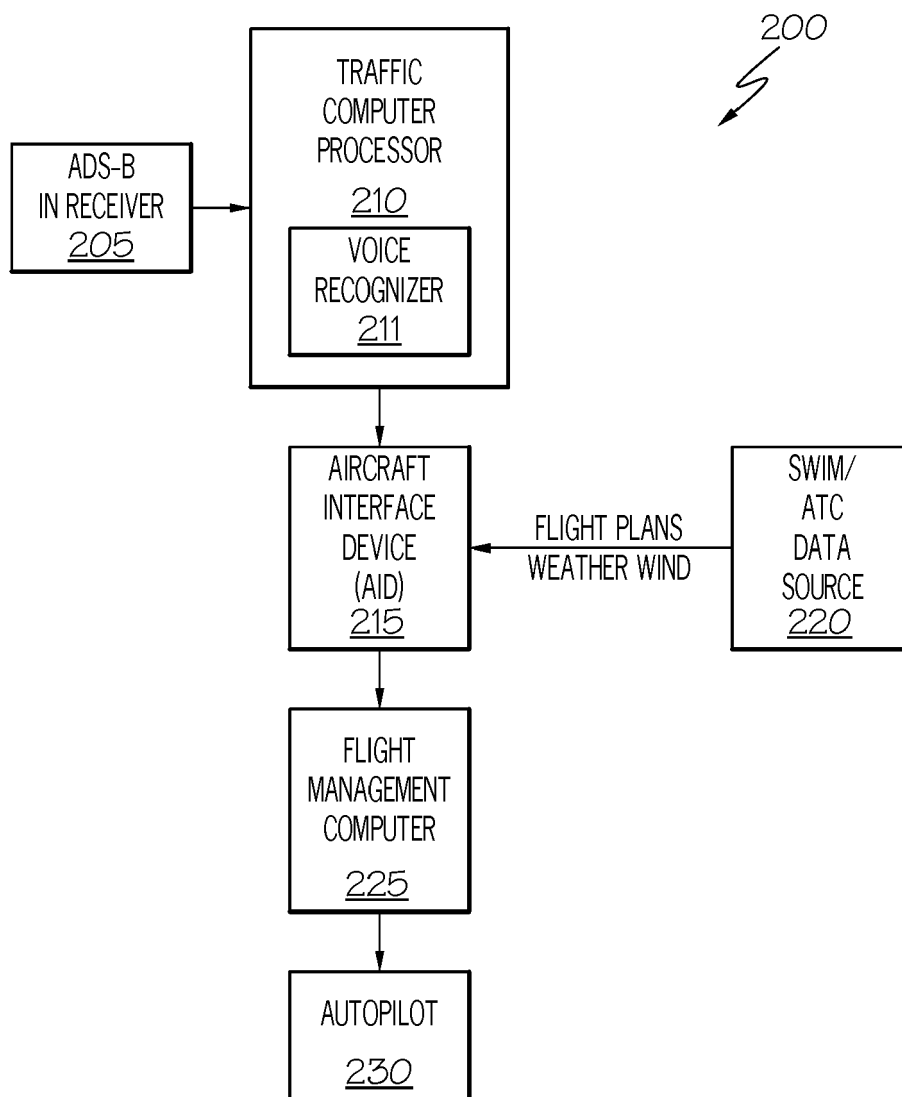 200
TRAFFIC
COMPUTER
PROCESSOR
210
ADS-B
IN RECEIVER
205
VOICE
RECOGNIZER
211
AIRCRAFT
INTERFACE
DEVICE
(AID)
215
FLIGHT PLANS
WEATHER WIND
SWIM/
ATC
DATA
SOURCE
220
FLIGHT
MANAGEMENT
COMPUTER
225
AUTOPILOT
230